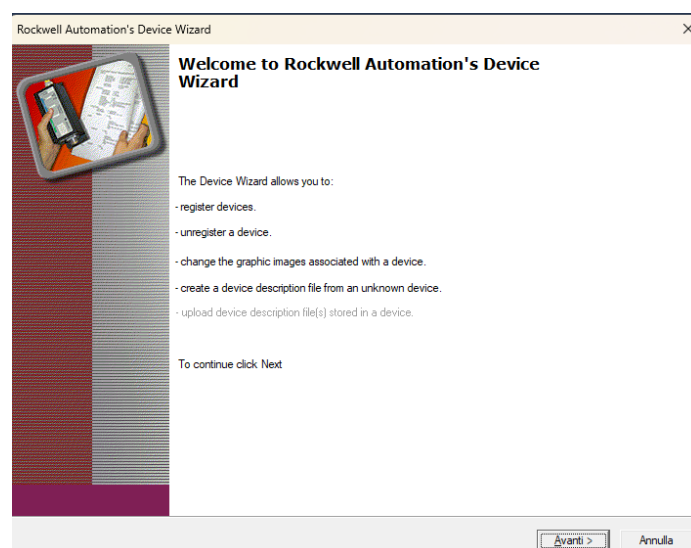 Rockwell Automation's Device Wizard
Welcome to Rockwell Automation's Device
Wizard
The Device Wizard allows you to:
- register devices.
- unregister a device.
- change the graphic images associated with a device.
- create a device description file from an unknown device.
- upload device description file(s) stored in a device.
To continue click Next
Avanti >
Annulla